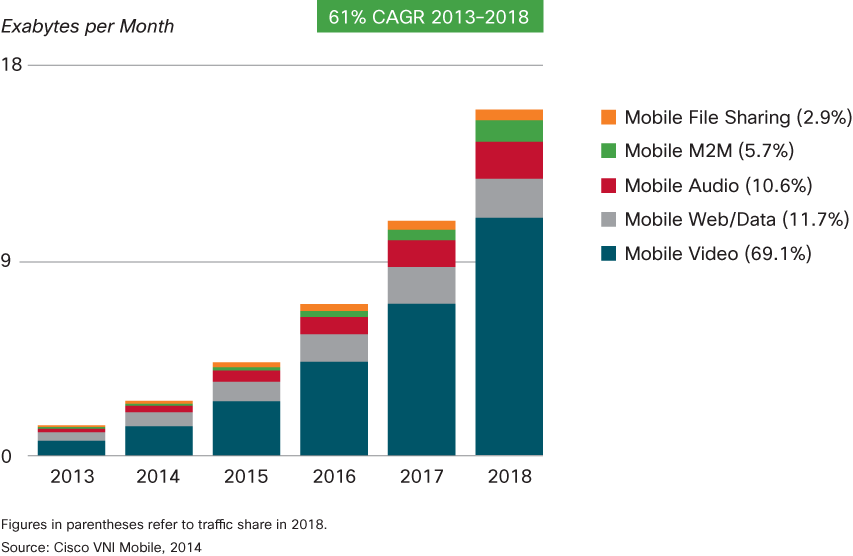 61% CAGR 2013–2018
Exabytes per Month
18
9
0
2013 2014 2015 2016 2017 2018
Mobile File Sharing (2.9%)
Mobile M2M (5.7%)
Mobile Audio (10.6%)
Mobile Web/Data (11.7%)
Mobile Video (69.1%)
Figures in parentheses refer to traffic share in 2018.
Source: Cisco VNI Mobile, 2014